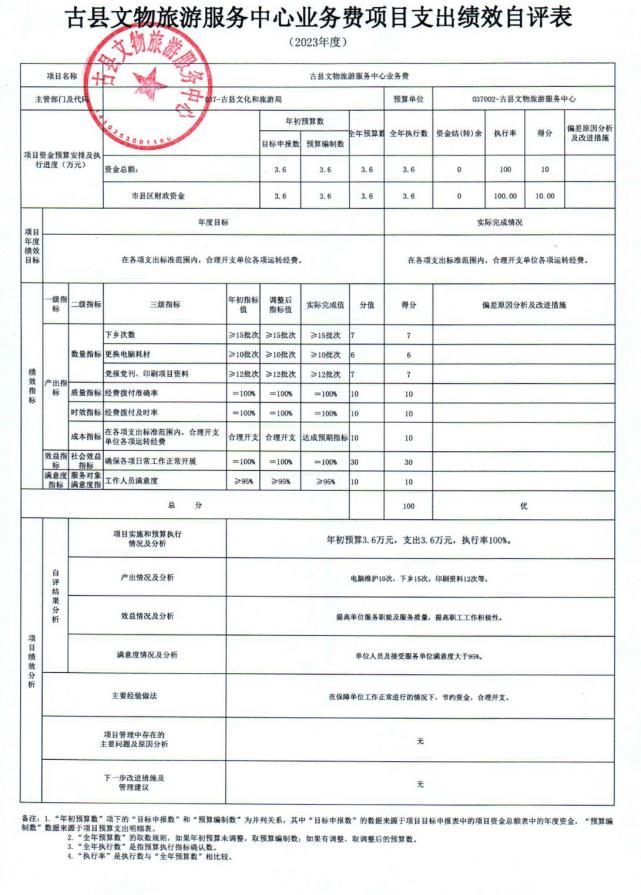 古县文物旅游服务中心业务费项目支出绩效自评表
（2023年度）
项目名称 古县文物旅游服务中心业务费
主管部门及代码 037-古县文化和旅游局 预算单位 037002-古县文物旅游服务中心
项目资金预算安排及执行进度（万元） 年初预算数 全年预算数 全年执行数 资金结(转)余 执行率 得分 偏差原因分析及改进措施
目标申报数 预算编制数
资金总额： 3.6 3.6 3.6 3.6 0 100 10
市县区财政资金 3.6 3.6 3.6 3.6 0 100.00 10.00
项目年度绩效目标 年度目标 实际完成情况
在各项支出标准范围内，合理开支单位各项运转经费。 在各项支出标准范围内，合理开支单位各项运转经费。
绩效指标 一级指标 二级指标 三级指标 年初指标值 调整后指标值 实际完成值 分值 得分 偏差原因分析及改进措施
产出指标 数量指标 下乡次数 ≥15批次 ≥15批次 ≥15批次 7 7
更换电脑耗材 ≥10批次 ≥10批次 ≥10批次 6 6
党报党刊、印刷项目资料 ≥12批次 ≥12批次 ≥12批次 7 7
质量指标 经费拨付准确率 =100% =100% =100% 10 10
时效指标 经费拨付及时率 =100% =100% =100% 10 10
成本指标 在各项支出标准范围内，合理开支单位各项运转经费 合理开支 合理开支 达成预期指标 10 10
效益指标 社会效益指标 确保各项日常工作正常开展 =100% =100% =100% 30 30
满意度指标 服务对象满意度指 工作人员满意度 ≥95% ≥95% ≥95% 10 10
总 分 100 优
项目绩效分析 自评结果分析 项目实施和预算执行情况及分析 年初预算3.6万元，支出3.6万元，执行率100%。
产出情况及分析 电脑维护10次，下乡15次，印刷资料12次等。
效益情况及分析 提高单位服务职能及服务质量，提高职工工作积极性。
满意度情况及分析 单位人员及接受服务单位满意度大于95%。
主要经验做法 在保障单位工作正常进行的情况下，节约资金，合理开支。
项目管理中存在的主要问题及原因分析 无
下一步改进措施及管理建议 无
备注：1.“年初预算数”项下的“目标申报数”和“预算编制数”为并列关系，其中“目标申报数”的数据来源于项目目标申报表中的项目资金总额表中的年度资金，“预算编
制数”数据来源于项目预算支出明细表。
2.“全年预算数”的取数规则，如果年初预算未调整，取预算编制数；如果有调整，取调整后的预算数。
3.“全年执行数”是指预算执行指标确认数。
4.“执行率”是执行数与“全年预算数”相比较。
古县文物旅游服务中心